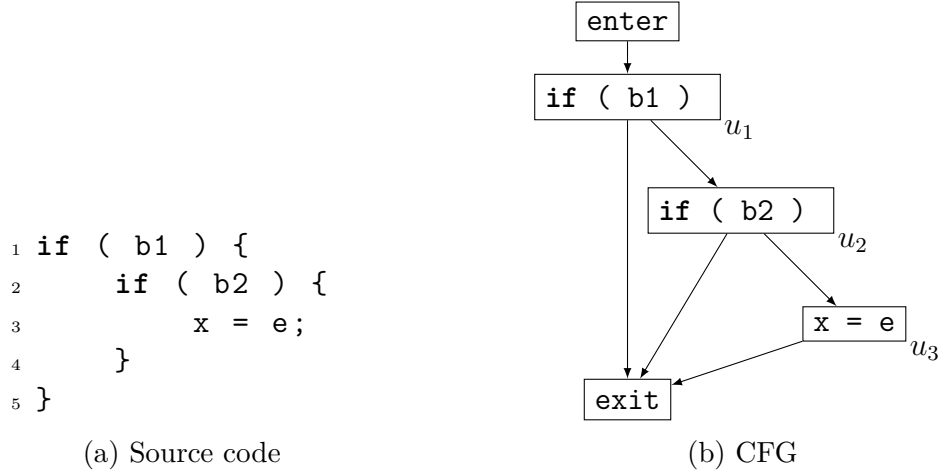 1 if ( b1 ) {
2 if ( b2 ) {
3 x = e;
4 }
5 }
(a) Source code
enter
if ( b1 )
u1
if ( b2 )
u2
x = e
u3
exit
(b) CFG